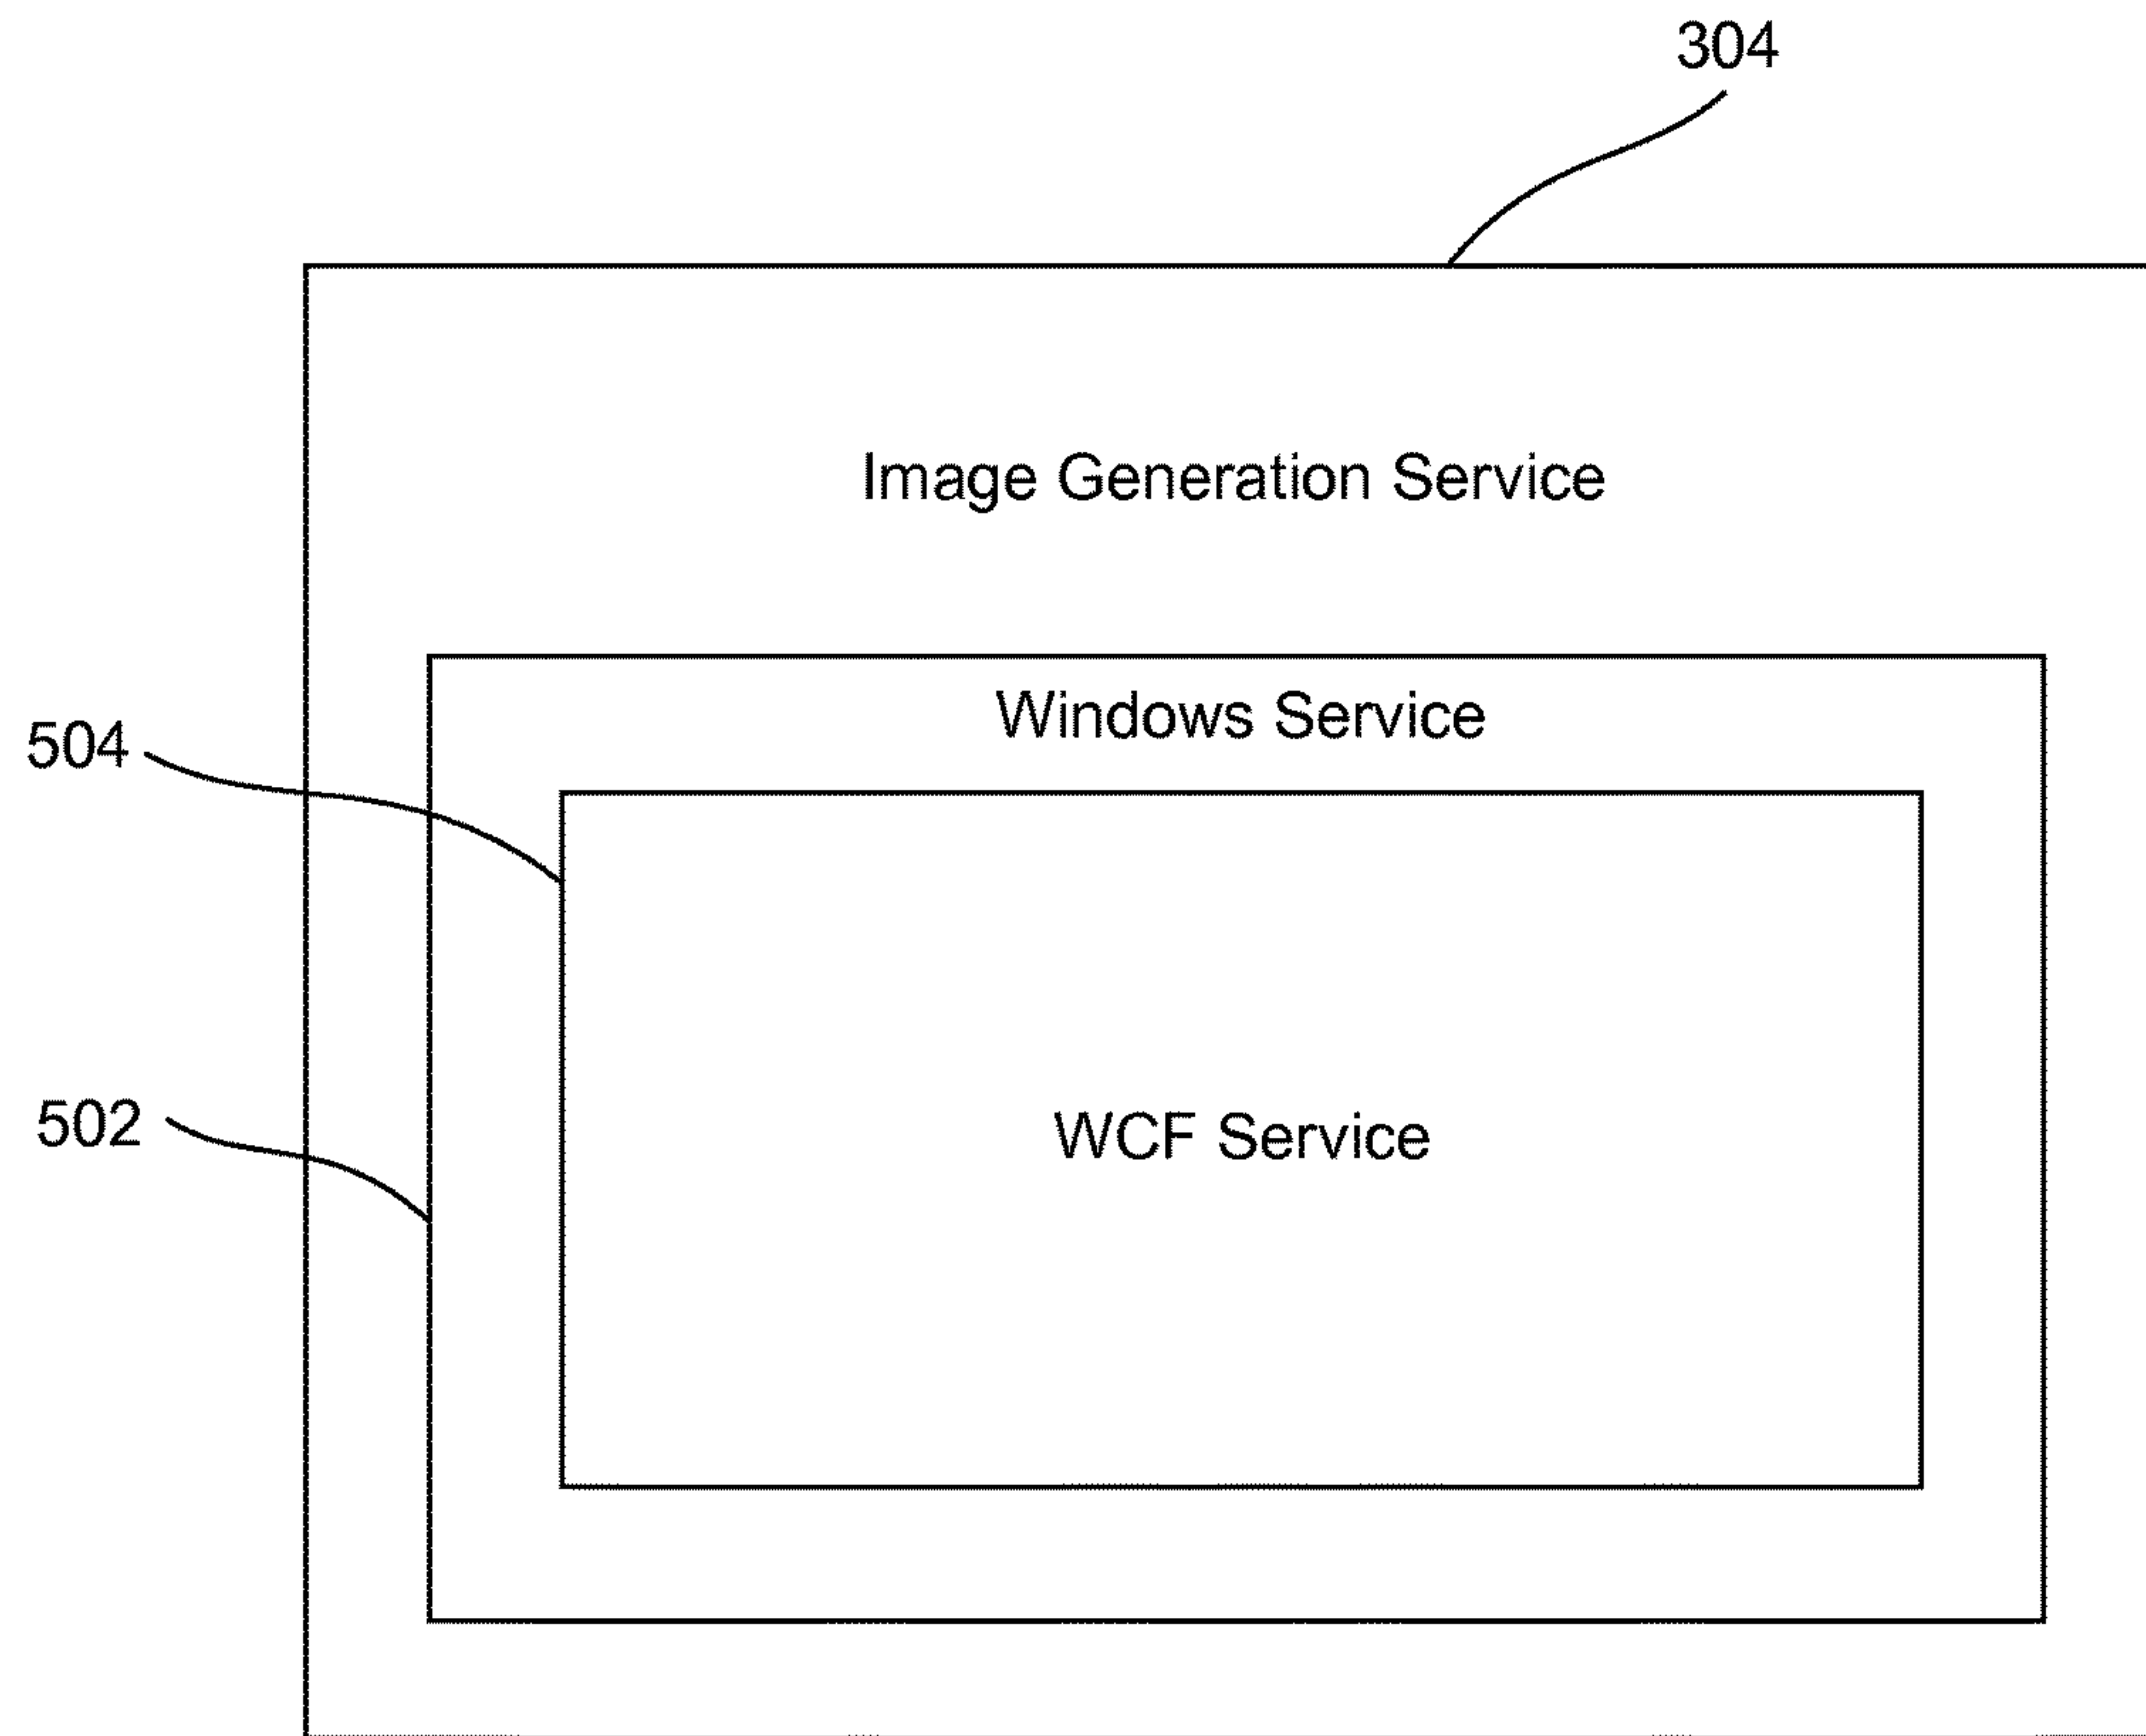 304
Image Generation Service
Windows Service
504
502
WCF Service